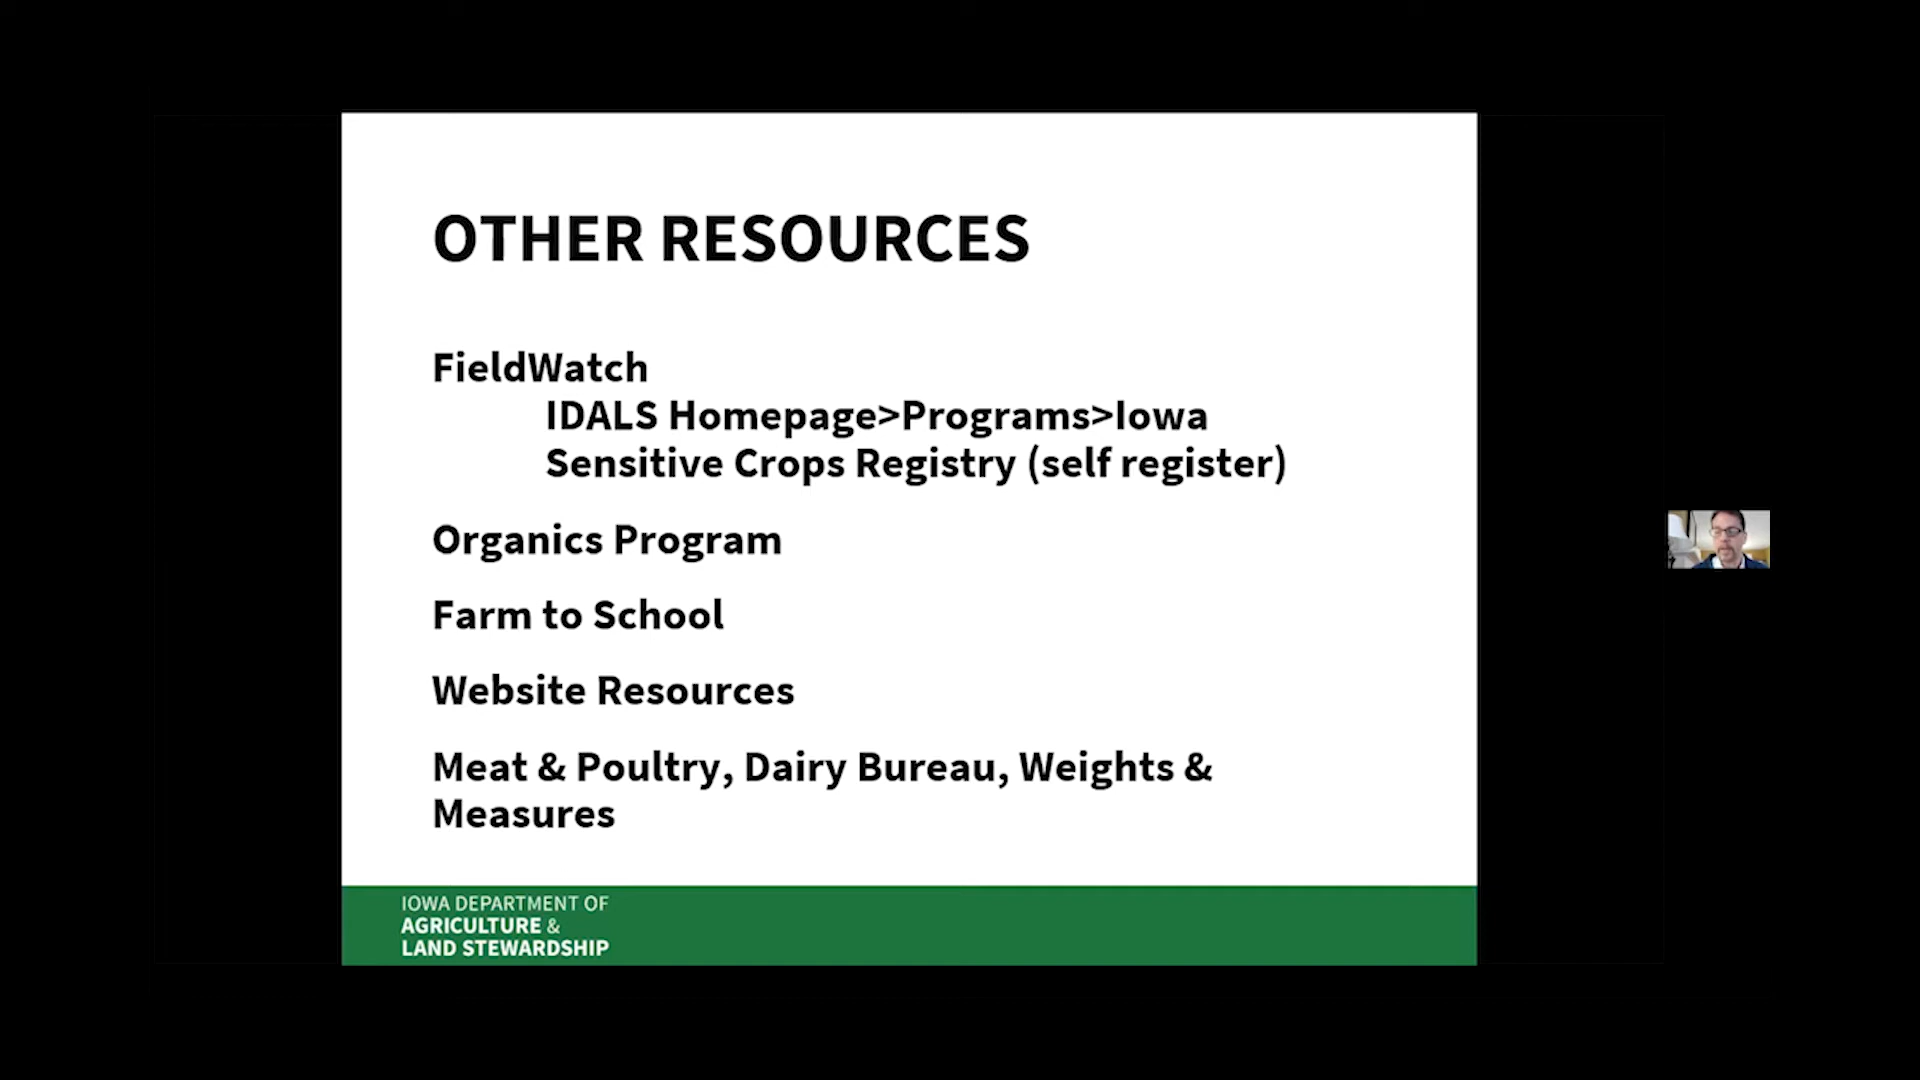 OTHER RESOURCES
FieldWatch
IDALS Homepage>Programs>Iowa
Sensitive Crops Registry (self register)
Organics Program
Farm to School
Website Resources
Meat & Poultry, Dairy Bureau, Weights &
Measures
IOWA DEPARTMENT OF
AGRICULTURE &
LAND STEWARDSHIP